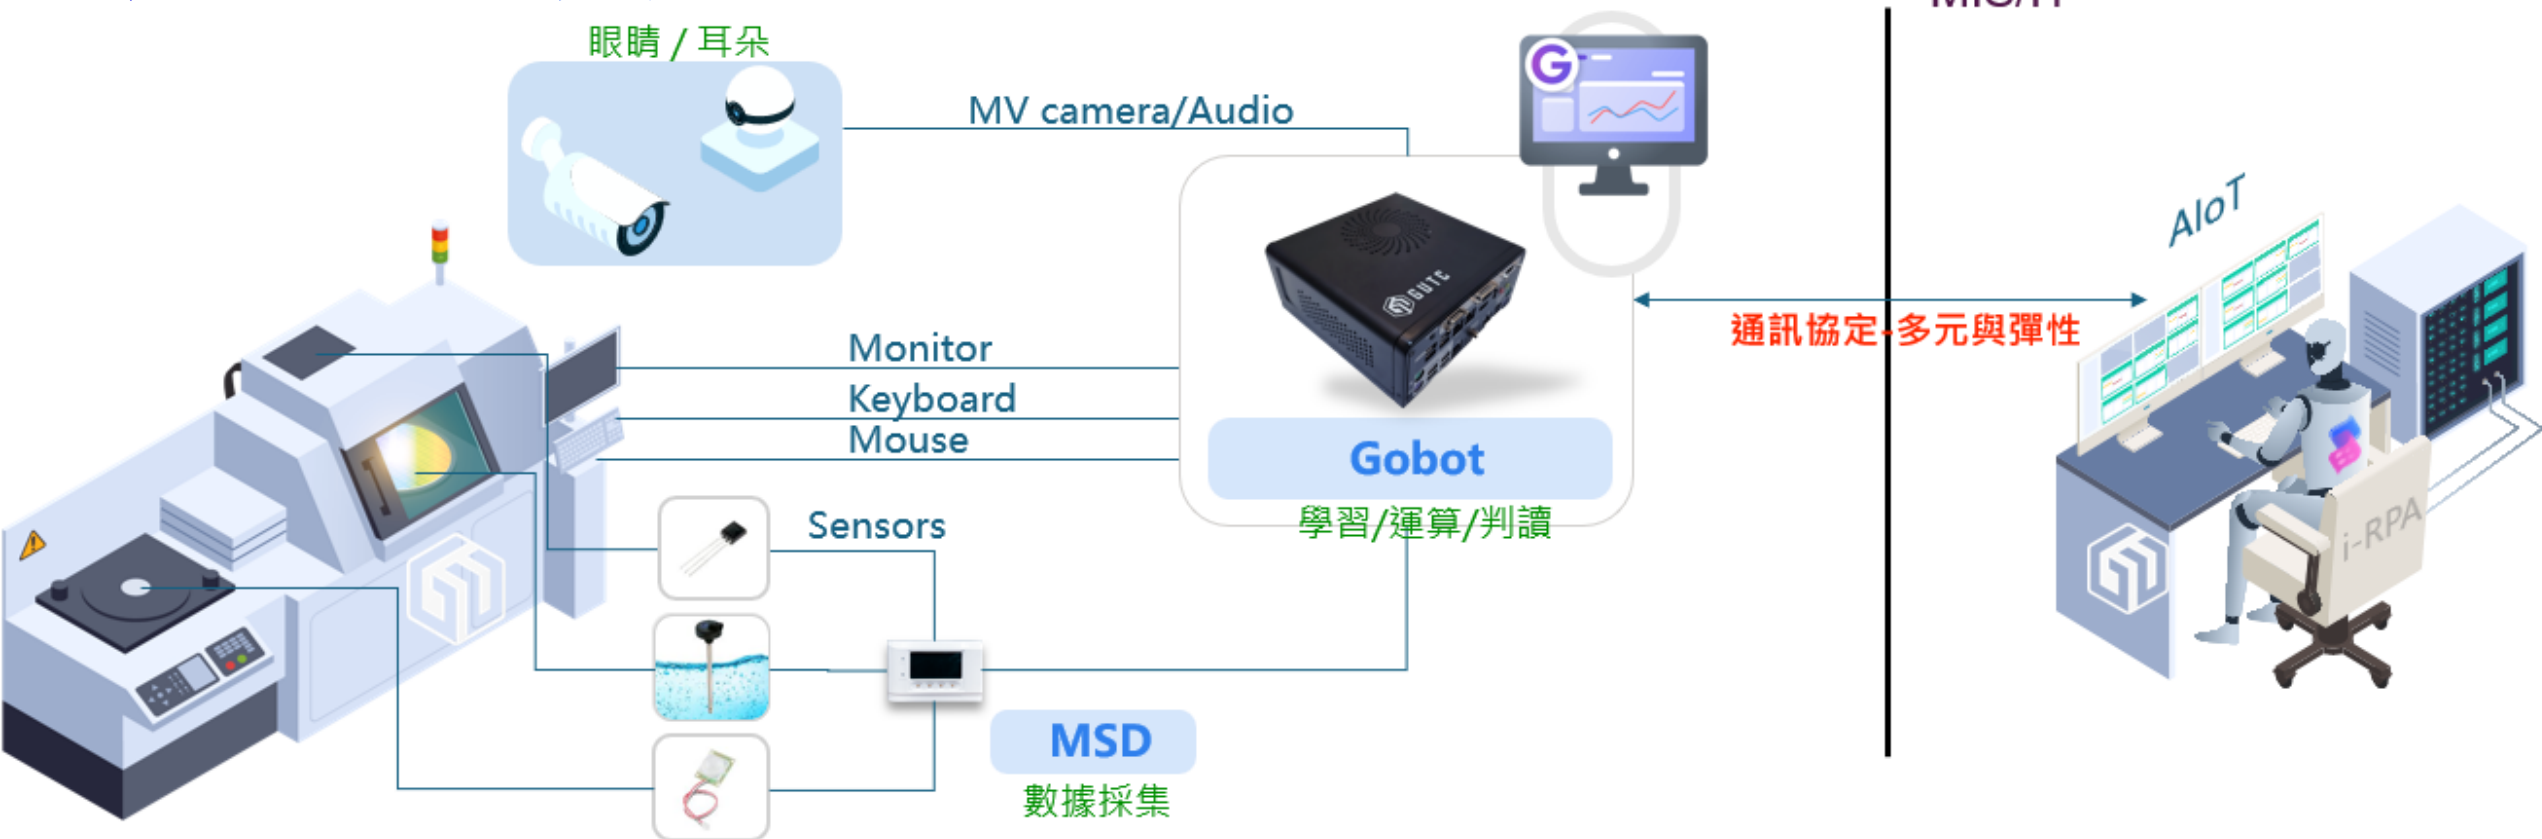 眼睛 / 耳朵
MV camera/Audio
G
GUTC
AIoT
通訊協定-多元與彈性
Monitor
Keyboard
Mouse
Gobot
學習/運算/判讀
Sensors
i-RPA
MSD
數據採集